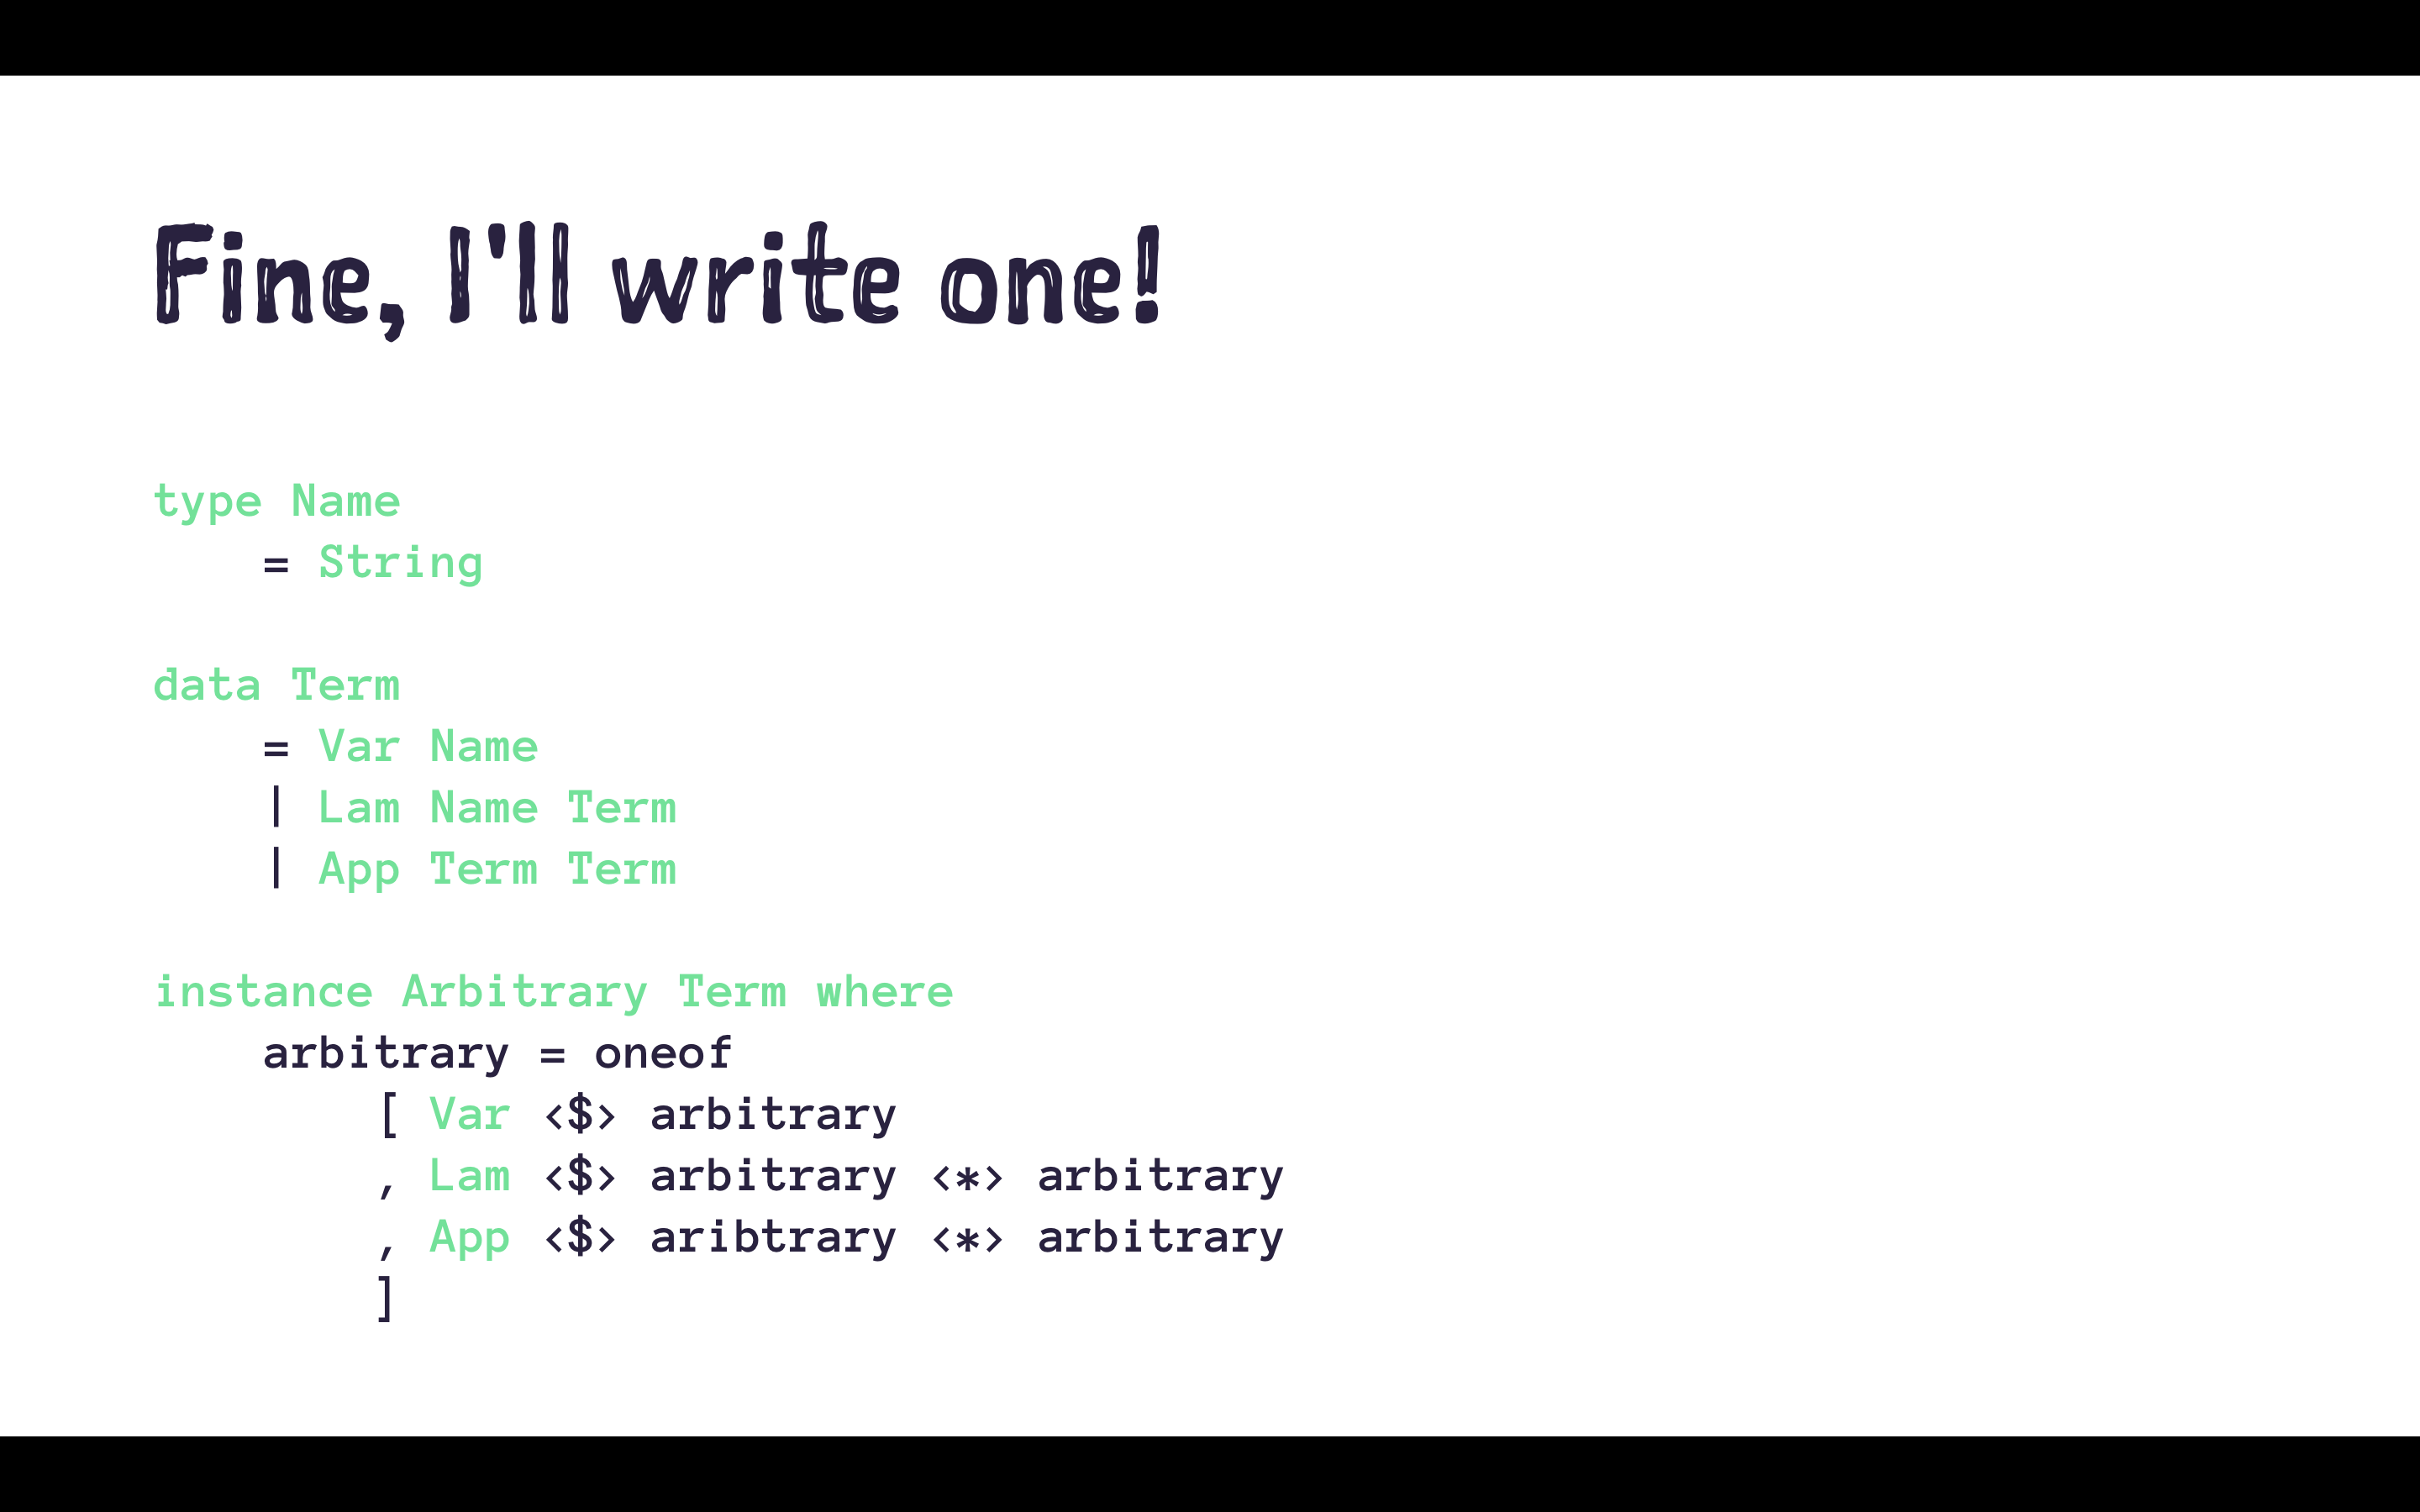 Fine, I'll write one!
type Name
    = String
data Term
    = Var Name
    | Lam Name Term
    | App Term Term
instance Arbitrary Term where
    arbitrary = oneof
        [ Var <$> arbitrary
        , Lam <$> arbitrary <*> arbitrary
        , App <$> aribtrary <*> arbitrary
        ]